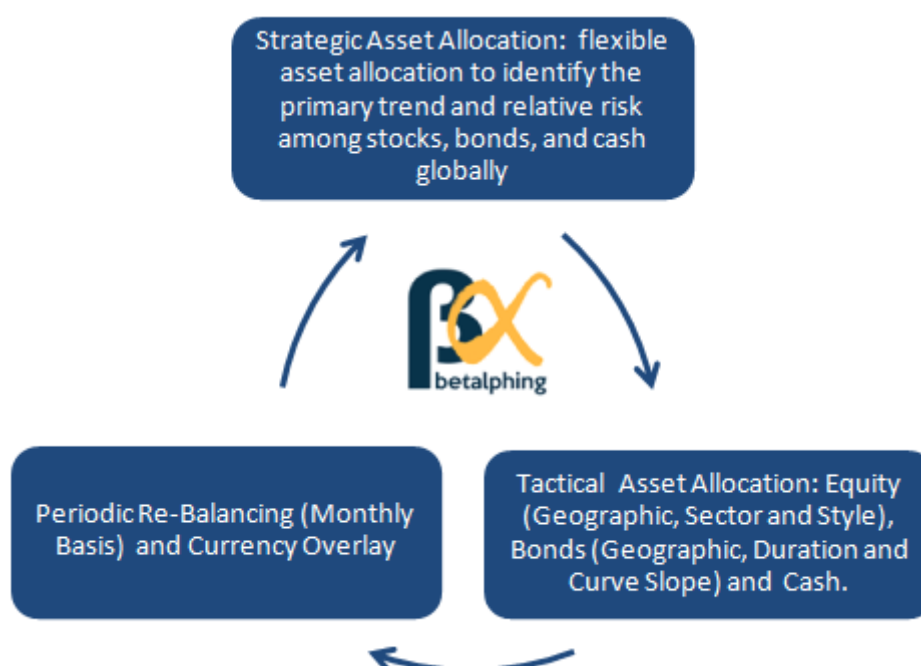 Strategic Asset Allocation:  flexible
asset allocation to identify the
primary trend and relative risk
among stocks, bonds, and cash
globally
βα
betalphing
Periodic Re-Balancing (Monthly
Basis)  and Currency Overlay
Tactical  Asset Allocation: Equity
(Geographic, Sector and Style),
Bonds (Geographic, Duration and
Curve Slope) and  Cash.